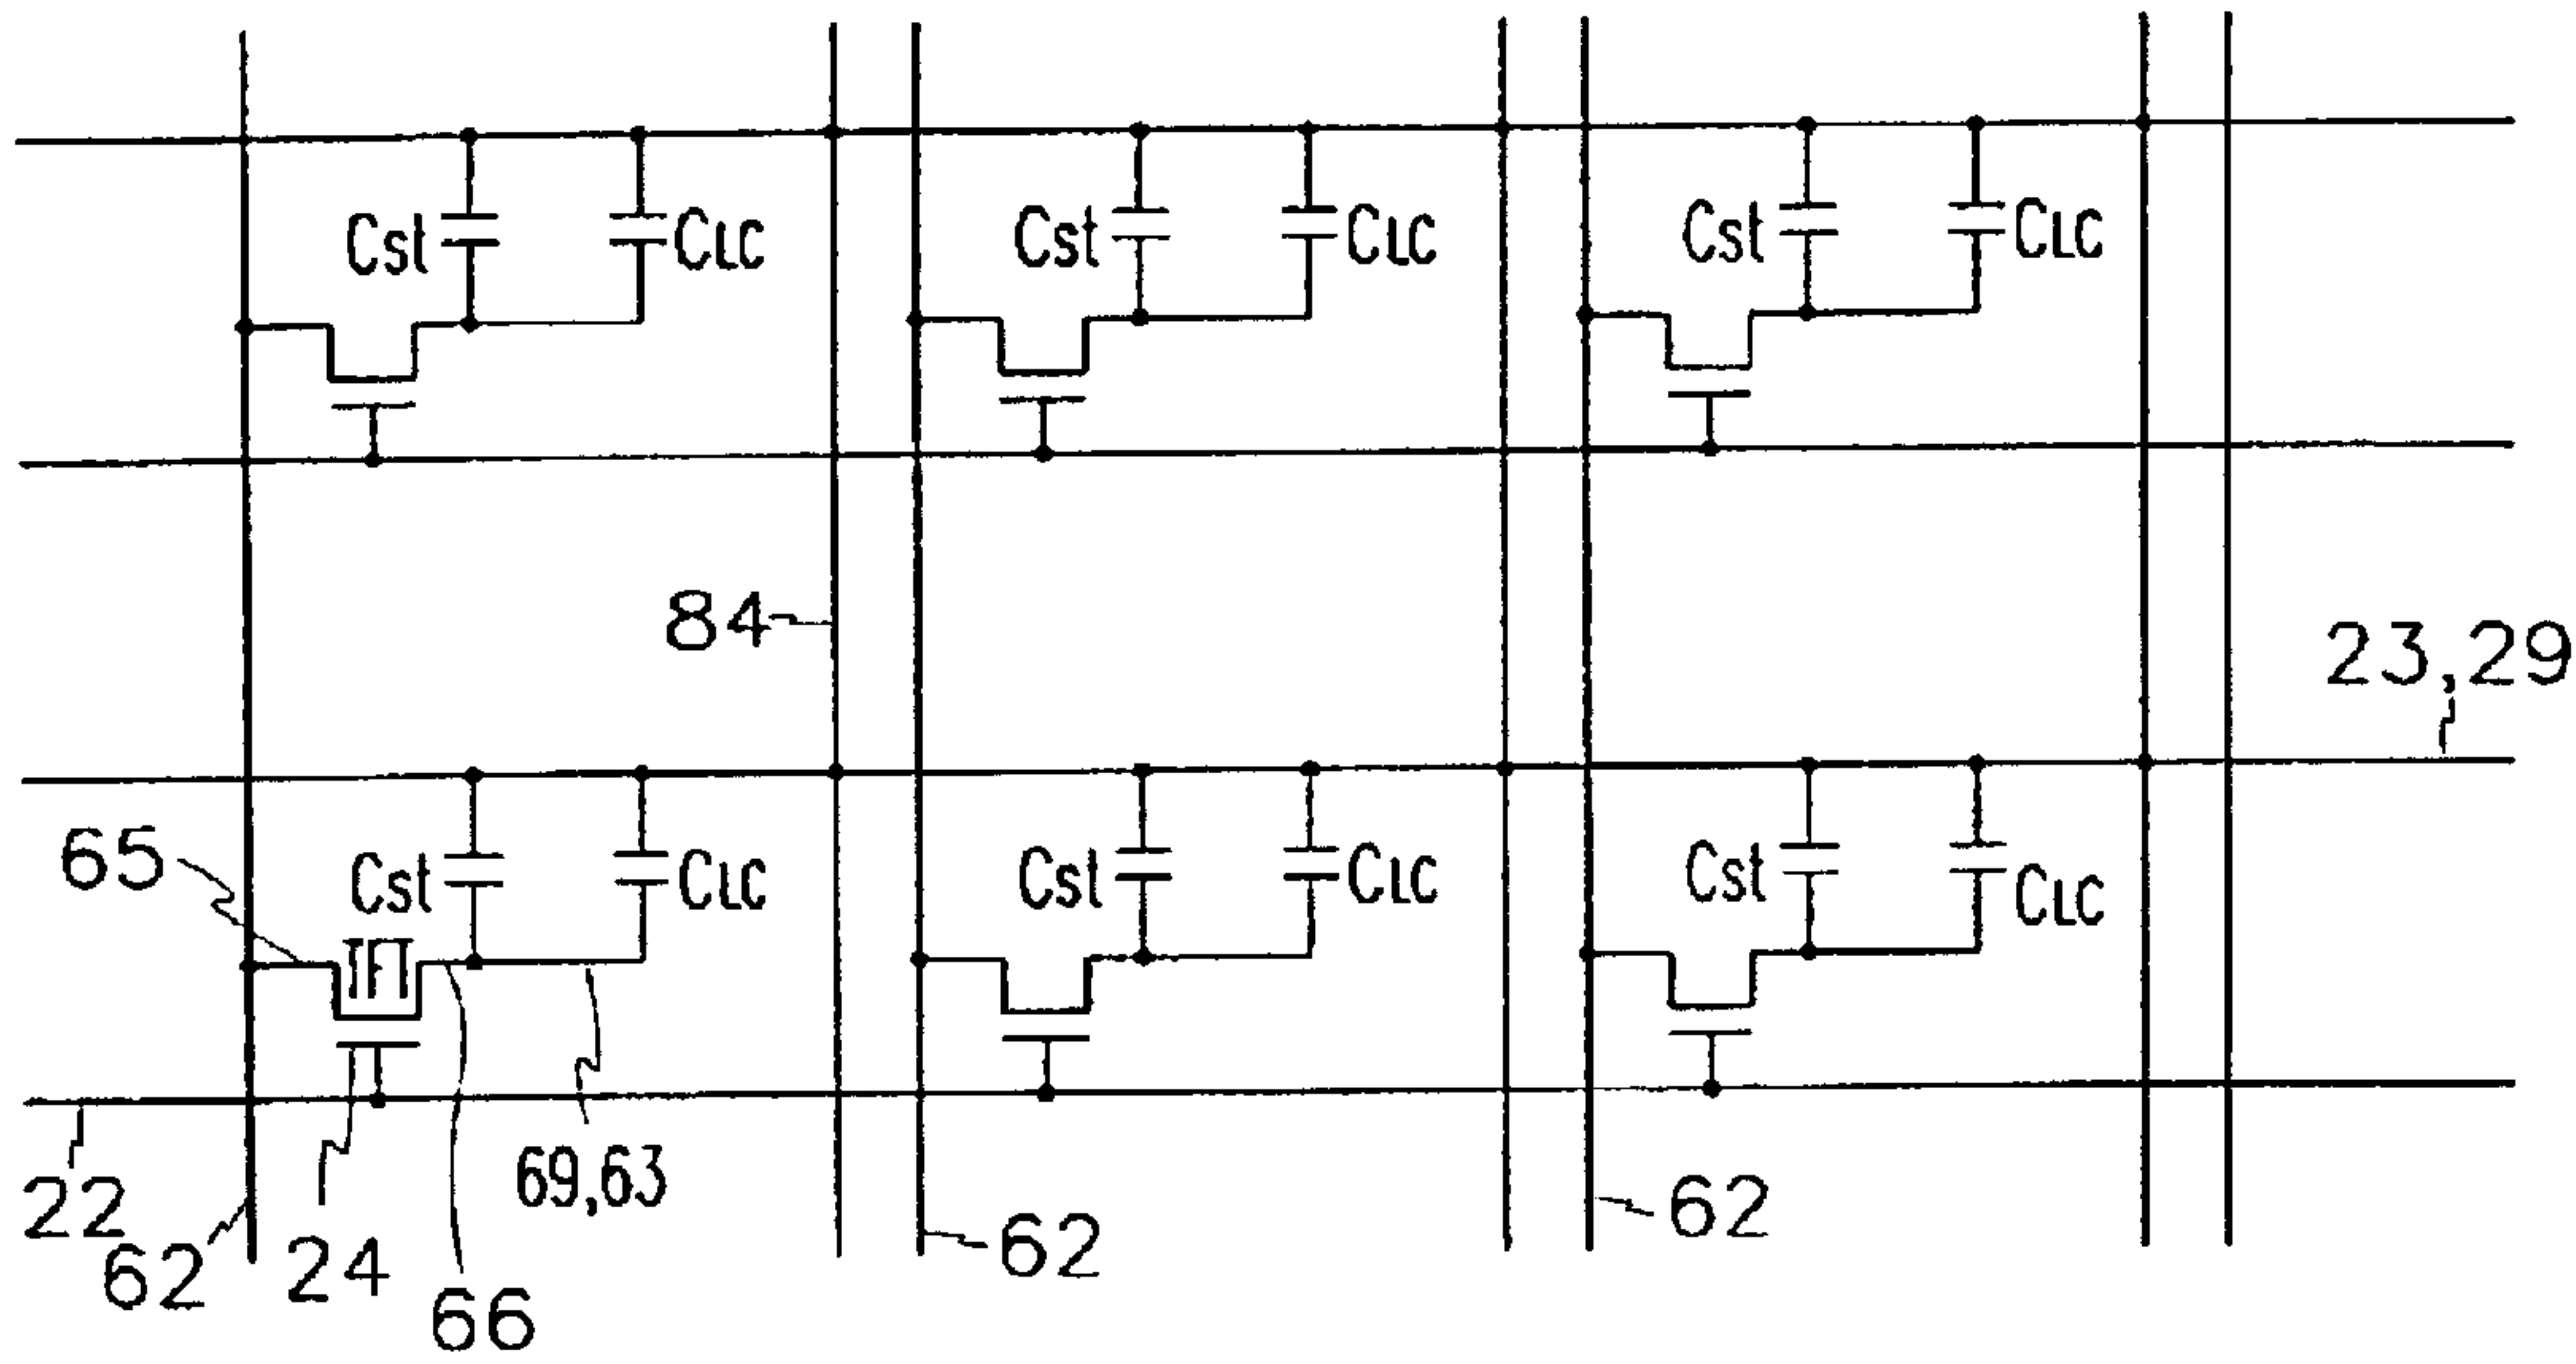 Cst CLC Cst CLC Cst CLC
84
23,29
65 Cst CLC Cst CLC Cst CLC
TFT
22 62 24 66 69,63 62 62